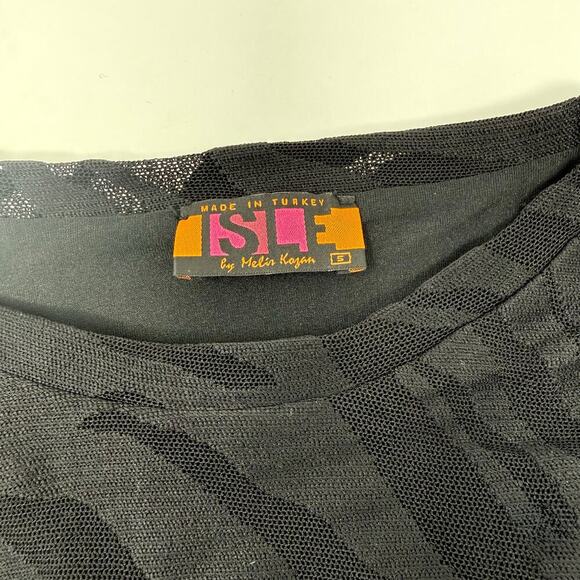 MADE IN TURKEY
ISLE
by Melis Kozan S